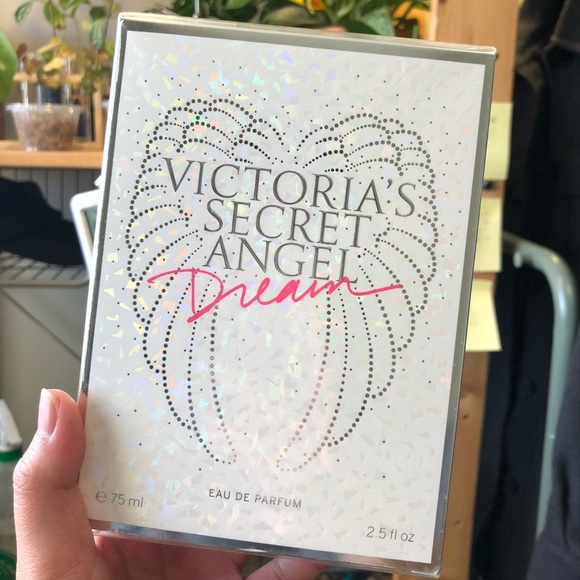 VICTORIA'S
SECRET
ANGEL
Dream
EAU DE PARFUM
e 75 ml
2.5 fl oz